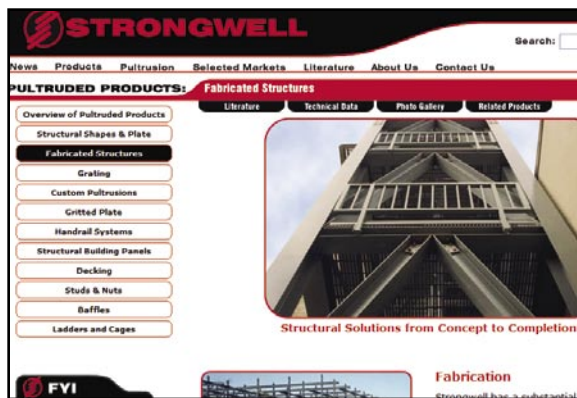 STRONGWELL
Search:
News Products Pultrusion Selected Markets Literature About Us Contact Us
PULTRUDED PRODUCTS: Fabricated Structures
Literature Technical Data Photo Gallery Related Products
Overview of Pultruded Products
Structural Shapes & Plate
Fabricated Structures
Grating
Custom Pultrusions
Gritted Plate
Handrail Systems
Structural Building Panels
Decking
Studs & Nuts
Baffles
Ladders and Cages
Structural Solutions from Concept to Completion
FYI
Fabrication
Strongwell has a substantial